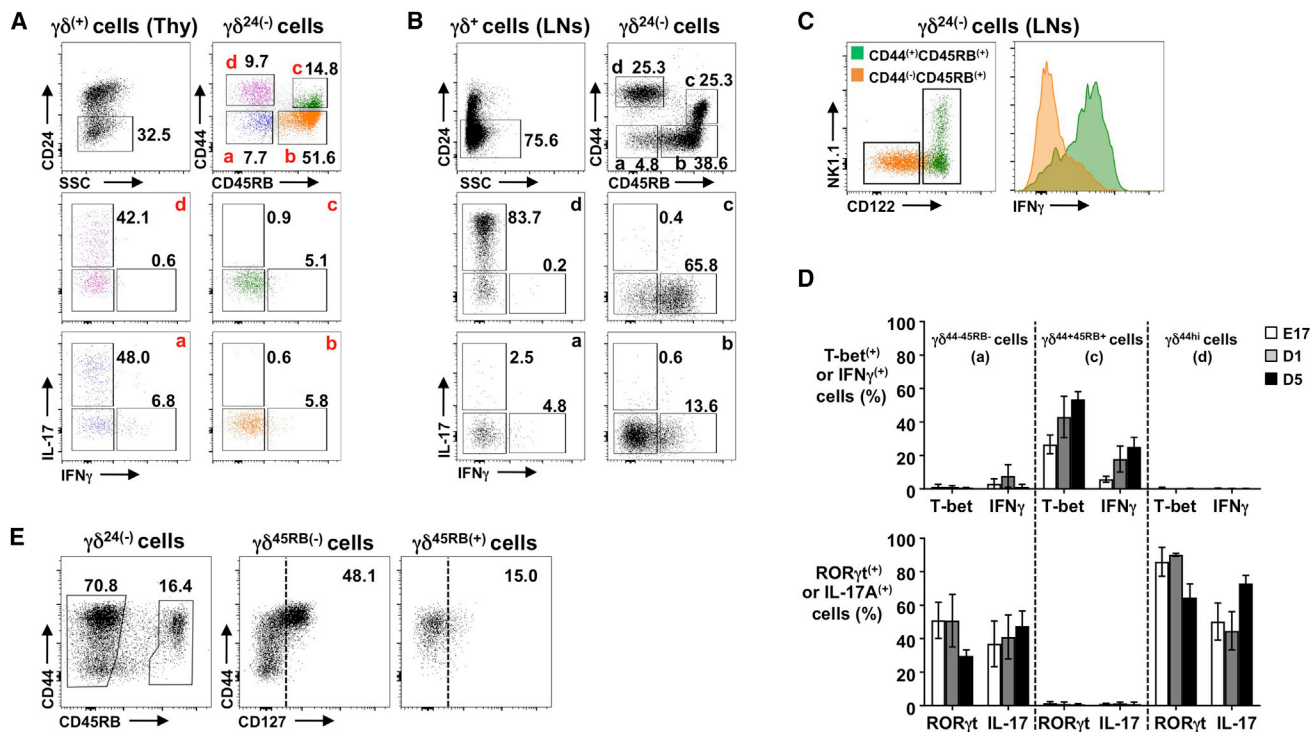 A
γδ(+) cells (Thy)
γδ24(-) cells
CD24
32.5
SSC
d 9.7
c 14.8
CD44
a 7.7
b 51.6
CD45RB
d
42.1
0.6
c
0.9
5.1
a
48.0
6.8
b
0.6
5.8
IL-17
IFNγ
B
γδ+ cells (LNs)
γδ24(-) cells
CD24
75.6
SSC
d 25.3
c 25.3
CD44
a 4.8
b 38.6
CD45RB
d
83.7
0.2
c
0.4
65.8
a
2.5
4.8
b
0.6
13.6
IL-17
IFNγ
C
γδ24(-) cells (LNs)
CD44(+)CD45RB(+)
CD44(-)CD45RB(+)
NK1.1
CD122
IFNγ
D
100
80
60
40
20
0
T-bet(+)
or IFNγ(+)
cells (%)
γδ44-45RB- cells
(a)
γδ44+45RB+ cells
(c)
γδ44hi cells
(d)
E17
D1
D5
T-bet IFNγ T-bet IFNγ T-bet IFNγ
100
80
60
40
20
0
RORγt(+)
or IL-17A(+)
cells (%)
RORγt IL-17 RORγt IL-17 RORγt IL-17
E
γδ24(-) cells
70.8
16.4
CD44
CD45RB
γδ45RB(-) cells
48.1
CD44
CD127
γδ45RB(+) cells
15.0